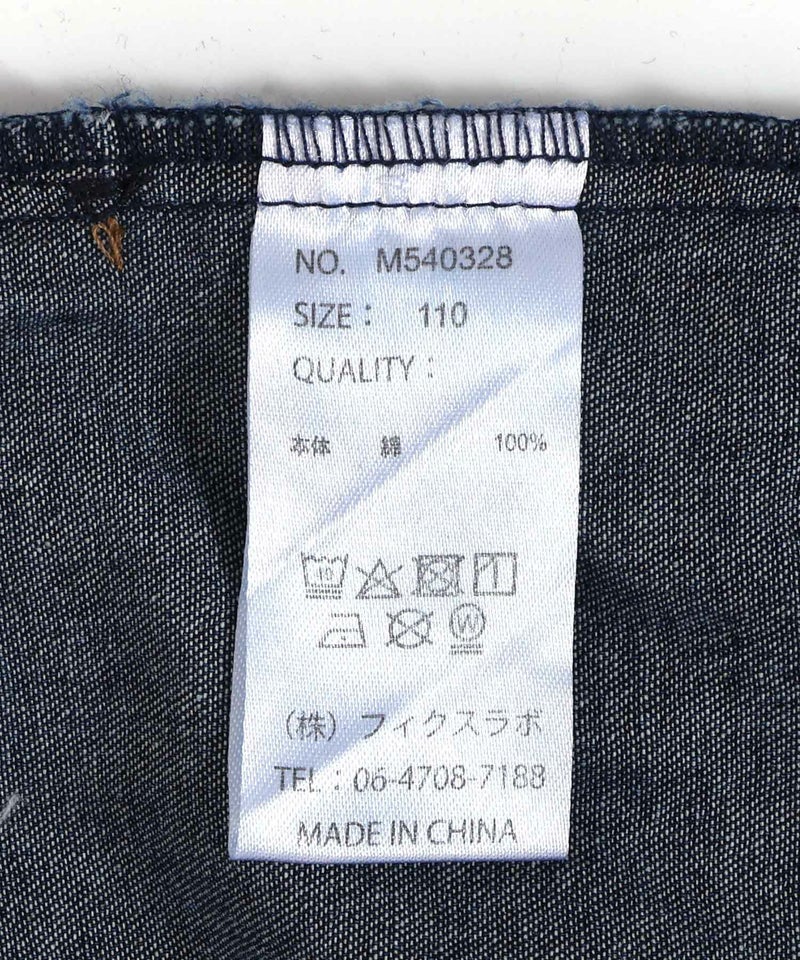 NO. M540328
SIZE： 110
QUALITY：
本体 綿 100%
40
W
（株）フィクスラボ
TEL：06-4708-7188
MADE IN CHINA